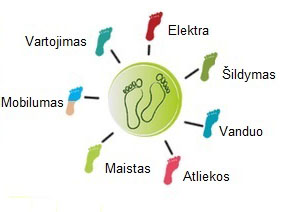 Elektra
Vartojimas
Šildymas
Mobilumas
Vanduo
Maistas
Atliekos